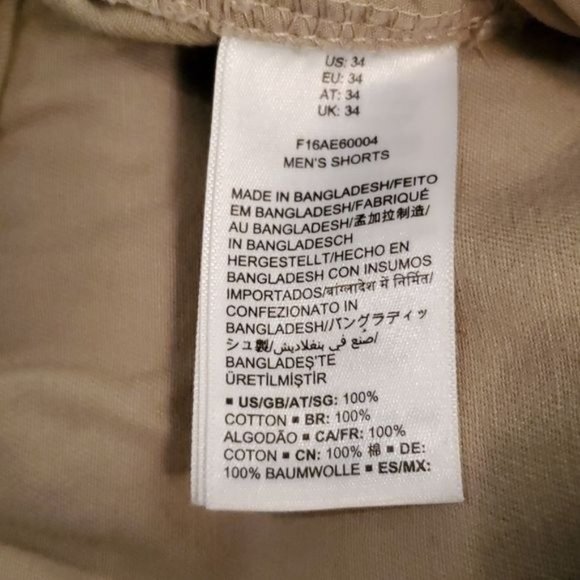 US: 34
EU: 34
AT: 34
UK: 34
F16AE60004
MEN'S SHORTS
MADE IN BANGLADESH/FEITO
EM BANGLADESH/FABRIQUÉ
AU BANGLADESH/孟加拉制造/
IN BANGLADESCH
HERGESTELLT/HECHO EN
BANGLADESH CON INSUMOS
IMPORTADOS/बांग्लादेश में निर्मित/
CONFEZIONATO IN
BANGLADESH//バングラディッ
シュ製/صنع في بنغلاديش/
BANGLADEŞ'TE
ÜRETİLMİŞTİR
▪ US/GB/AT/SG: 100%
COTTON ▪ BR: 100%
ALGODÃO ▪ CA/FR: 100%
COTON ▪ CN: 100% 棉 ▪ DE:
100% BAUMWOLLE ▪ ES/MX: